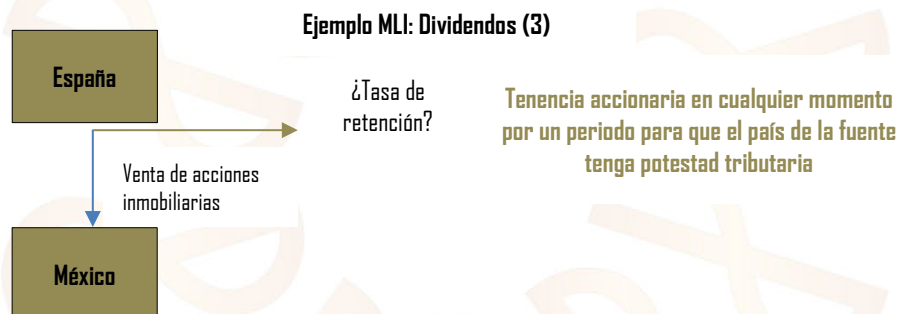 Ejemplo MLI: Dividendos (3)
España
¿Tasa de
retención?
Tenencia accionaria en cualquier momento
por un periodo para que el país de la fuente
tenga potestad tributaria
Venta de acciones
inmobiliarias
México